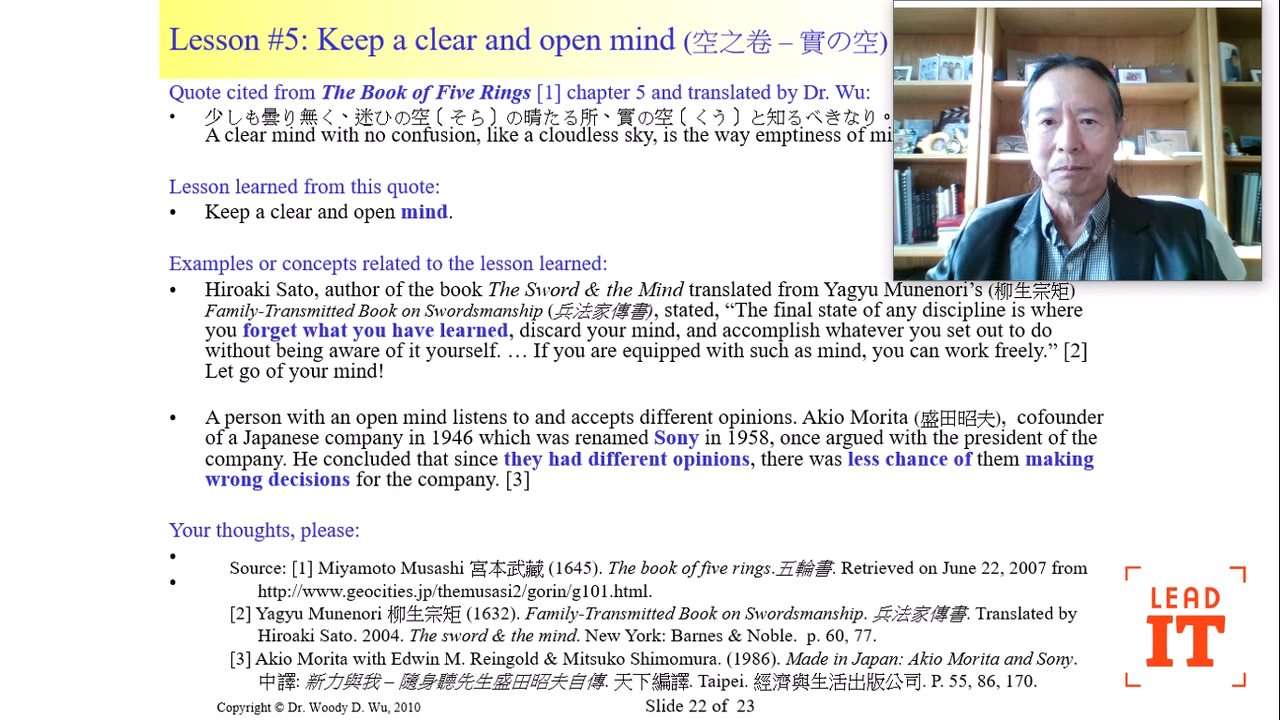 Lesson #5: Keep a clear and open mind (空之卷 – 實の空)
Quote cited from The Book of Five Rings [1] chapter 5 and translated by Dr. Wu:
• 少しも曇り無く、迷ひの空〔そら〕の晴たる所、實の空〔くう〕と知るべきなり。
A clear mind with no confusion, like a cloudless sky, is the way emptiness of mi
Lesson learned from this quote:
• Keep a clear and open mind.
Examples or concepts related to the lesson learned:
• Hiroaki Sato, author of the book The Sword & the Mind translated from Yagyu Munenori’s (柳生宗矩)
Family-Transmitted Book on Swordsmanship (兵法家傳書), stated, “The final state of any discipline is where
you forget what you have learned, discard your mind, and accomplish whatever you set out to do
without being aware of it yourself. … If you are equipped with such as mind, you can work freely.” [2]
Let go of your mind!
• A person with an open mind listens to and accepts different opinions. Akio Morita (盛田昭夫), cofounder
of a Japanese company in 1946 which was renamed Sony in 1958, once argued with the president of the
company. He concluded that since they had different opinions, there was less chance of them making
wrong decisions for the company. [3]
Your thoughts, please:
•
•
Source: [1] Miyamoto Musashi 宮本武藏 (1645). The book of five rings.五輪書. Retrieved on June 22, 2007 from
http://www.geocities.jp/themusasi2/gorin/g101.html.
[2] Yagyu Munenori 柳生宗矩 (1632). Family-Transmitted Book on Swordsmanship. 兵法家傳書. Translated by
Hiroaki Sato. 2004. The sword & the mind. New York: Barnes & Noble. p. 60, 77.
[3] Akio Morita with Edwin M. Reingold & Mitsuko Shimomura. (1986). Made in Japan: Akio Morita and Sony.
中譯: 新力與我 – 隨身聽先生盛田昭夫自傳. 天下編譯. Taipei. 經濟與生活出版公司. P. 55, 86, 170.
Copyright © Dr. Woody D. Wu, 2010
Slide 22 of 23
LEAD
IT